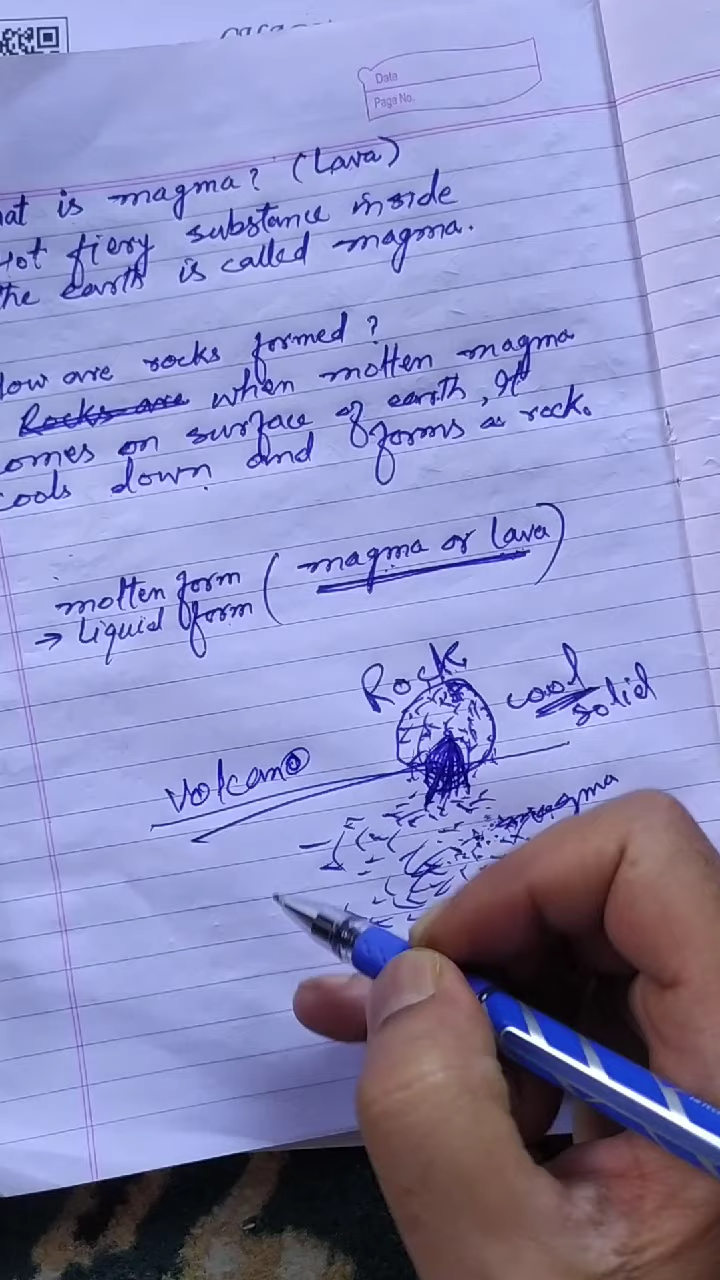 Date
Page No.
at is magma? (Lava)
Hot fiery substance inside
the earth is called magma.
How are rocks formed?
Rocks are when molten magma
omes on surface of earth, It
cools down and forms a rock.
molten form (magma or lava)
→ Liquid form
Rock
cool
solid
volcano
magma